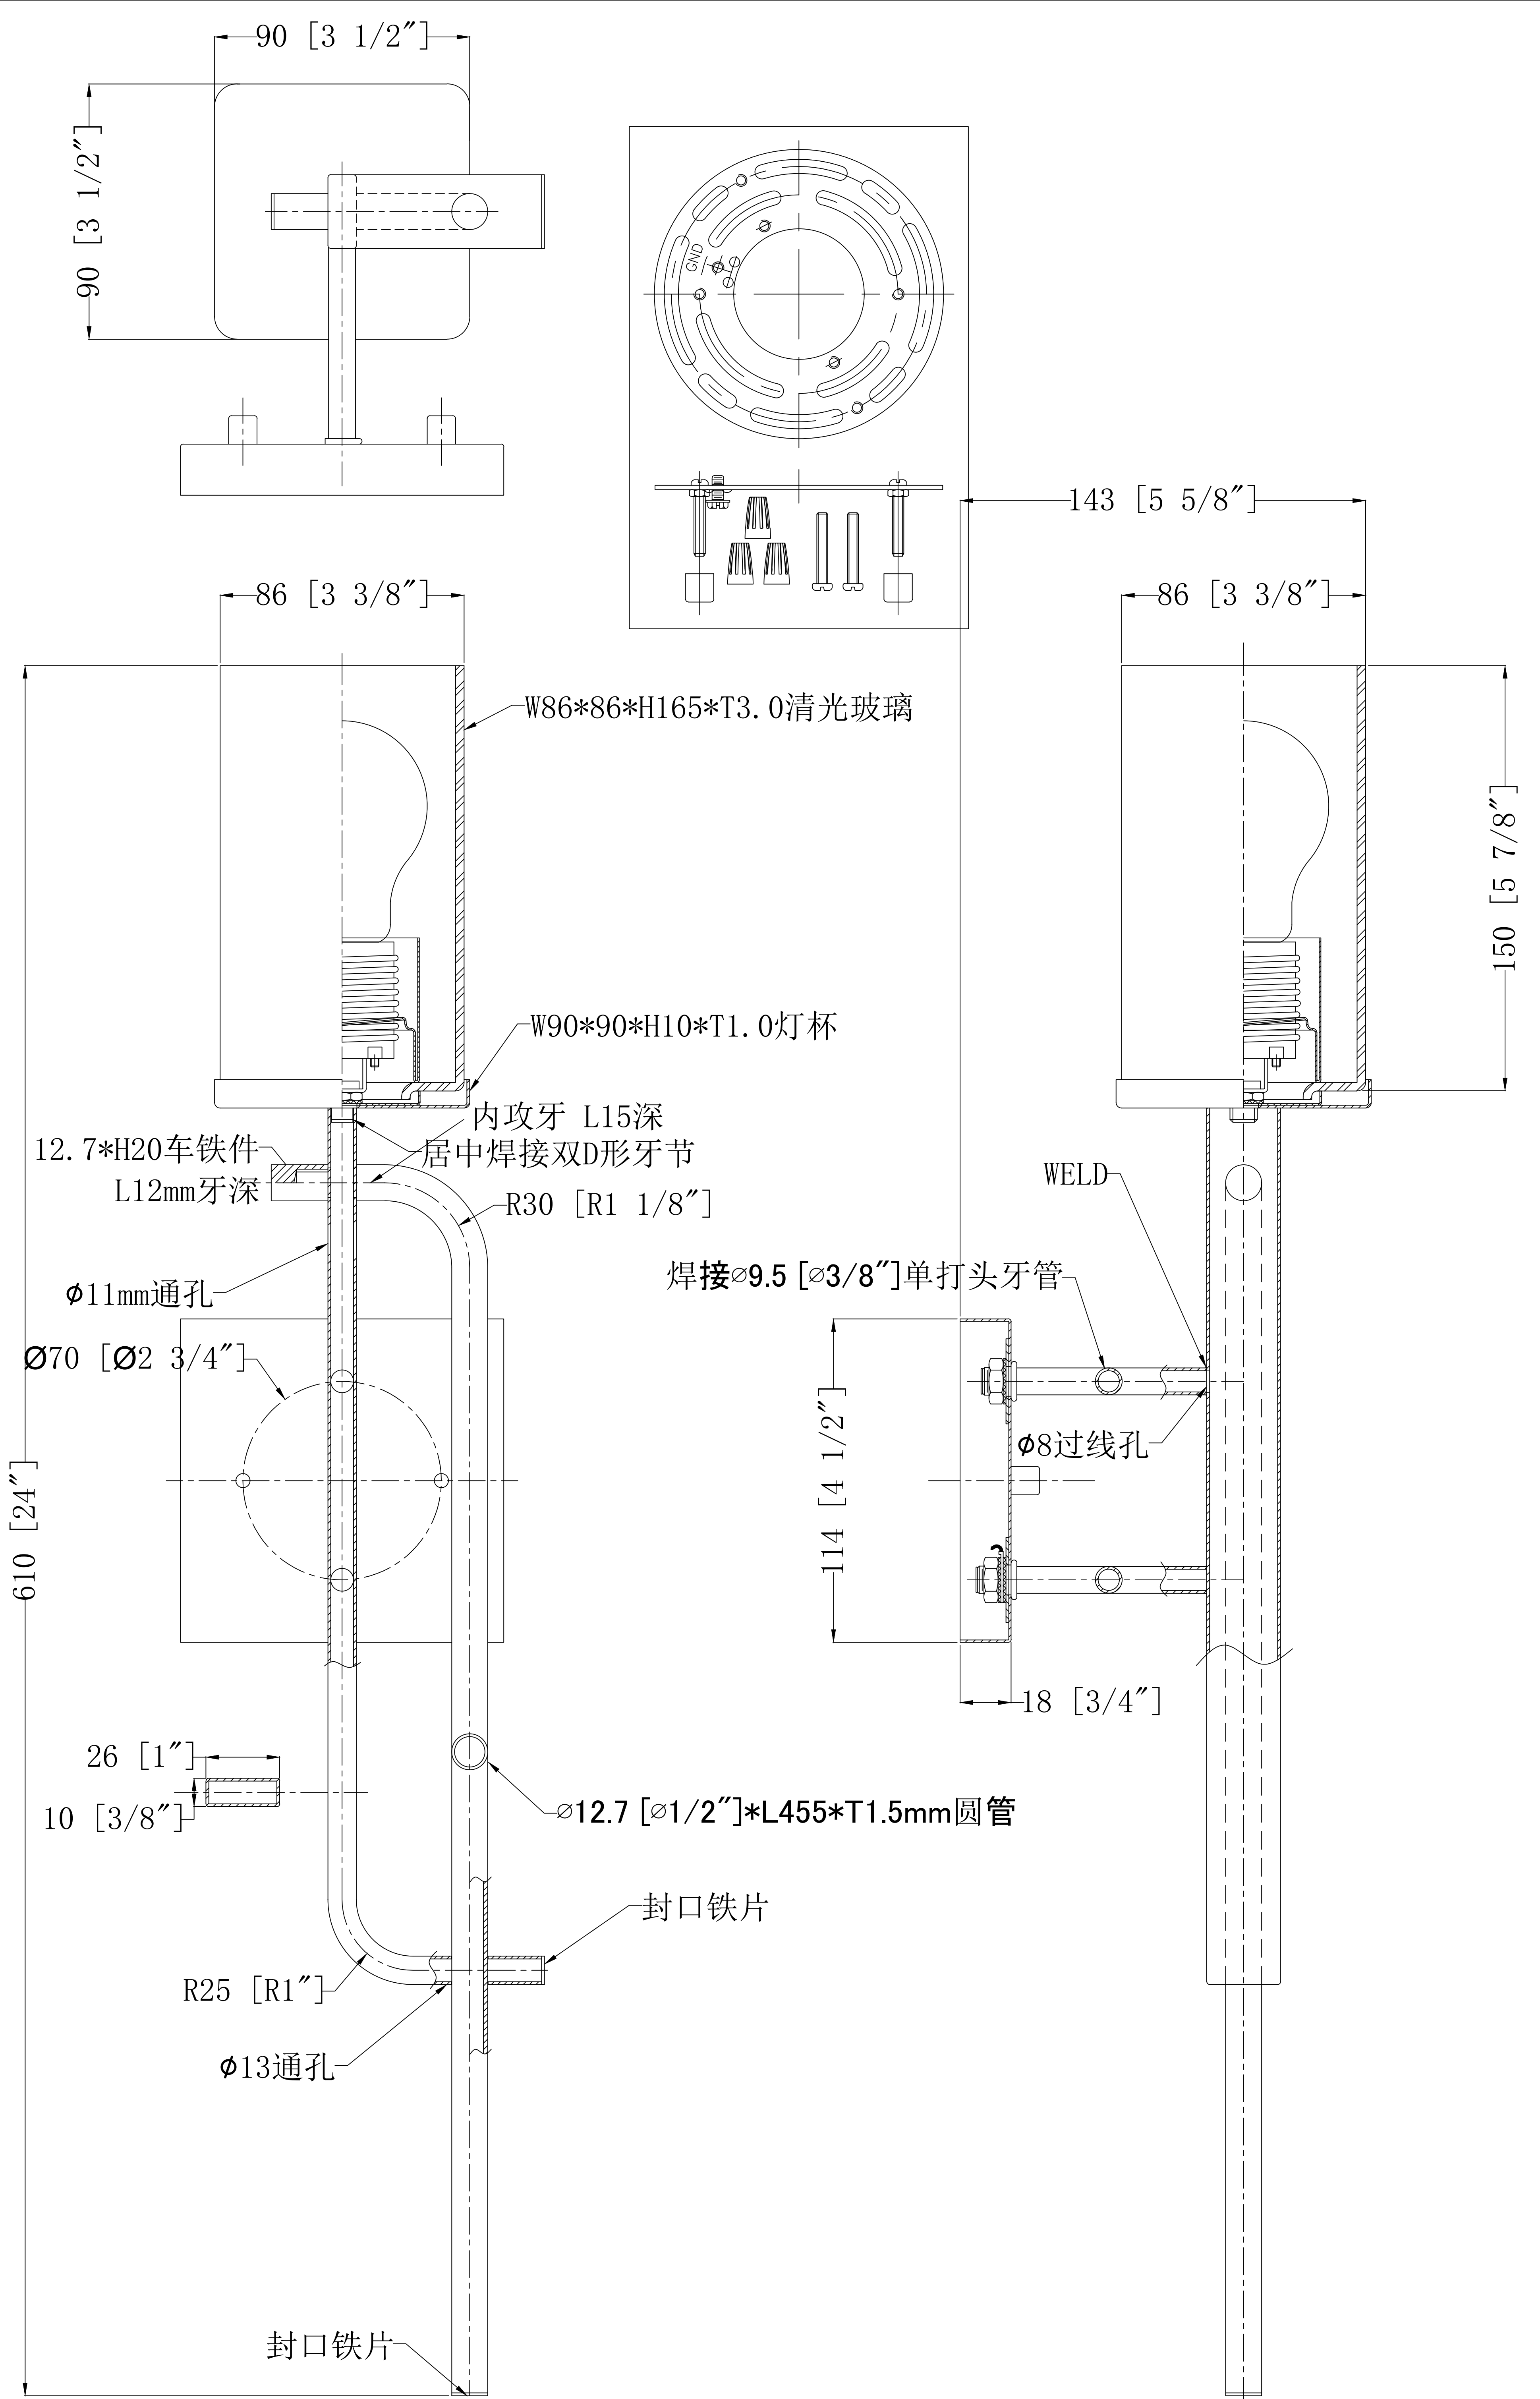 90 [3 1/2"]
90 [3 1/2"]
GND
143 [5 5/8"]
86 [3 3/8"]
86 [3 3/8"]
W86*86*H165*T3.0清光玻璃
150 [5 7/8"]
W90*90*H10*T1.0灯杯
内攻牙 L15深
居中焊接双D形牙节
12.7*H20车铁件
L12mm牙深
R30 [R1 1/8"]
WELD
焊接⌀9.5 [⌀3/8"]单打头牙管
ϕ11mm通孔
Ø70 [Ø2 3/4"]
114 [4 1/2"]
ϕ8过线孔
610 [24"]
18 [3/4"]
26 [1"]
10 [3/8"]
⌀12.7 [⌀1/2"]*L455*T1.5mm圆管
封口铁片
R25 [R1"]
ϕ13通孔
封口铁片